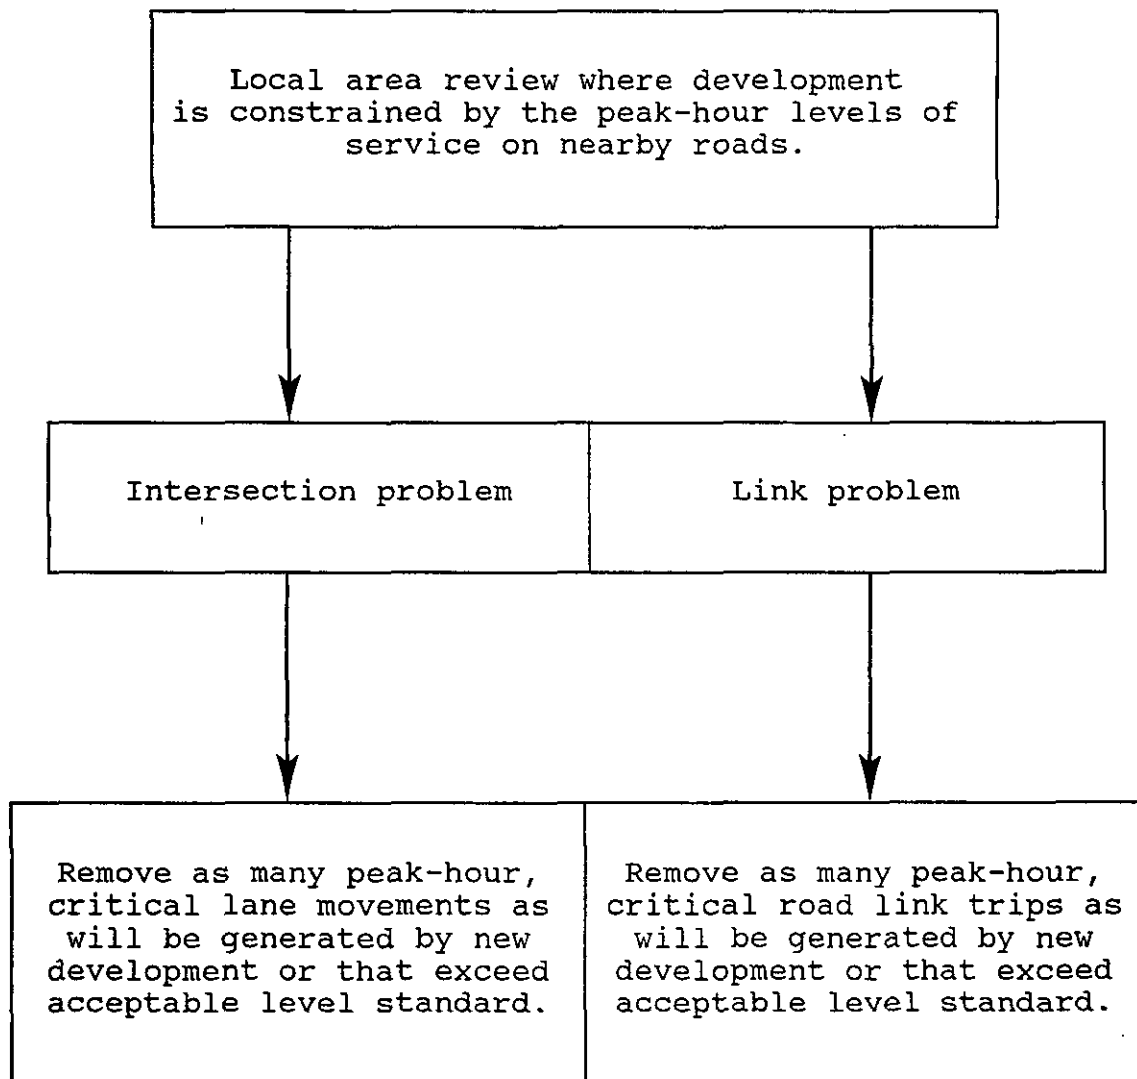 Local area review where development
is constrained by the peak-hour levels of
service on nearby roads.
Intersection problem
Link problem
Remove as many peak-hour,
critical lane movements as
will be generated by new
development or that exceed
acceptable level standard.
Remove as many peak-hour,
critical road link trips as
will be generated by new
development or that exceed
acceptable level standard.